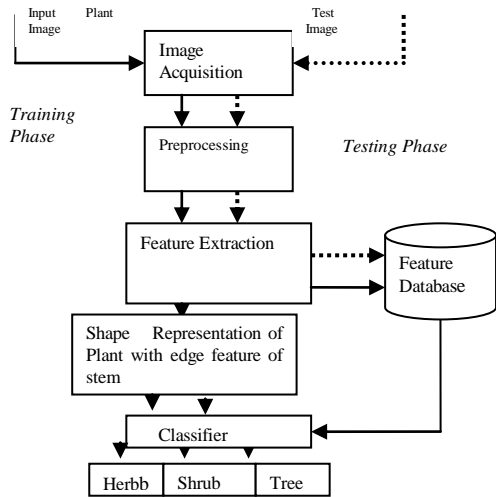 Input Plant
Image
Test
Image
Image
Acquisition
Training
Phase
Preprocessing
Testing Phase
Feature Extraction
Feature
Database
Shape Representation of
Plant with edge feature of
stem
Classifier
Herbb
Shrub
Tree